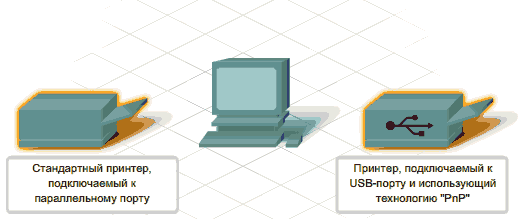 Стандартный принтер,
подключаемый к
параллельному порту
Принтер, подключаемый к
USB-порту и использующий
технологию "PnP"